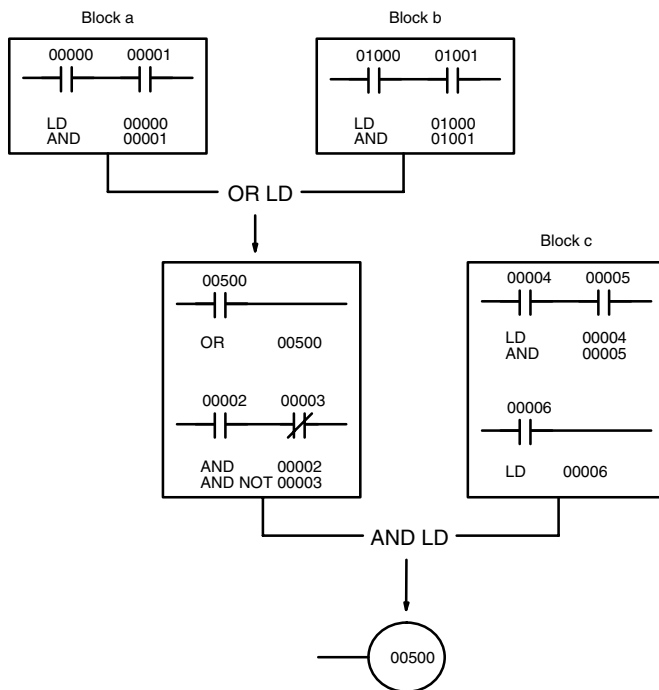 Block a
00000 00001
LD 00000
AND 00001
Block b
01000 01001
LD 01000
AND 01001
OR LD
00500
OR 00500
00002 00003
AND 00002
AND NOT 00003
Block c
00004 00005
LD 00004
AND 00005
00006
LD 00006
AND LD
00500